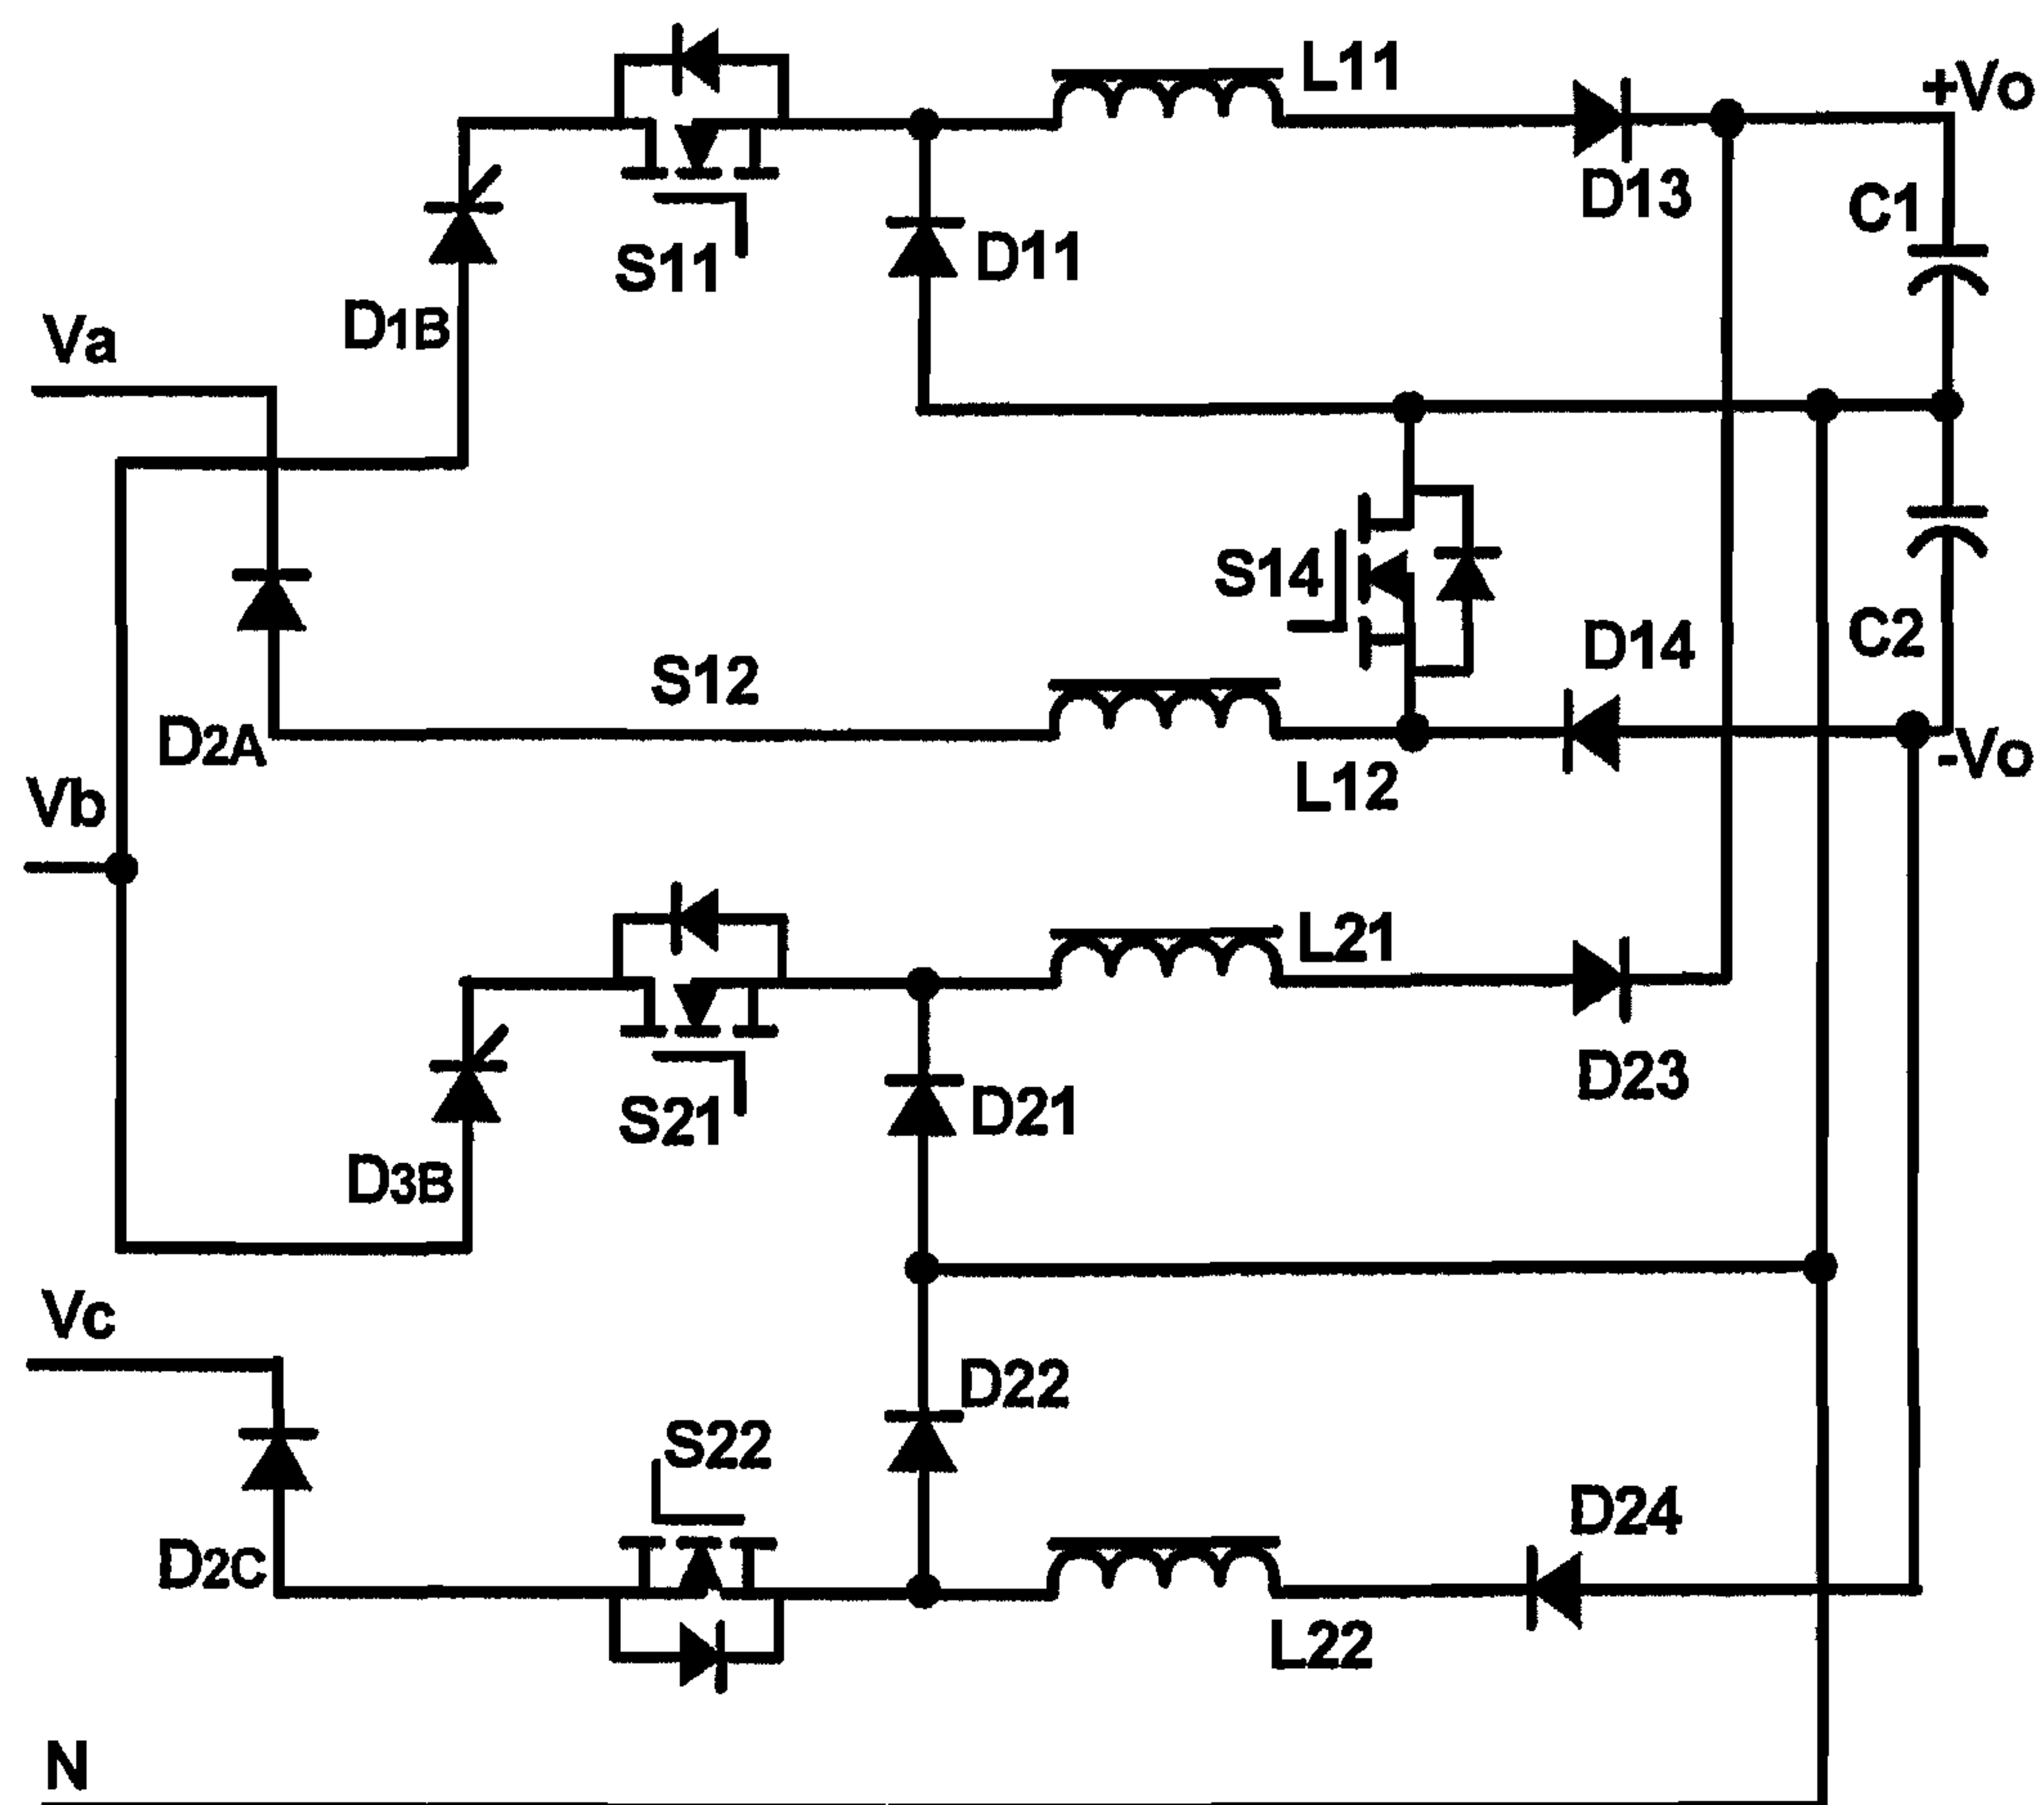 L11
+Vo
D13
C1
S11
D11
D1B
Va
S14
D14
C2
S12
D2A
L12
-Vo
Vb
L21
D23
S21
D21
D3B
Vc
D22
S22
D24
D2C
L22
N